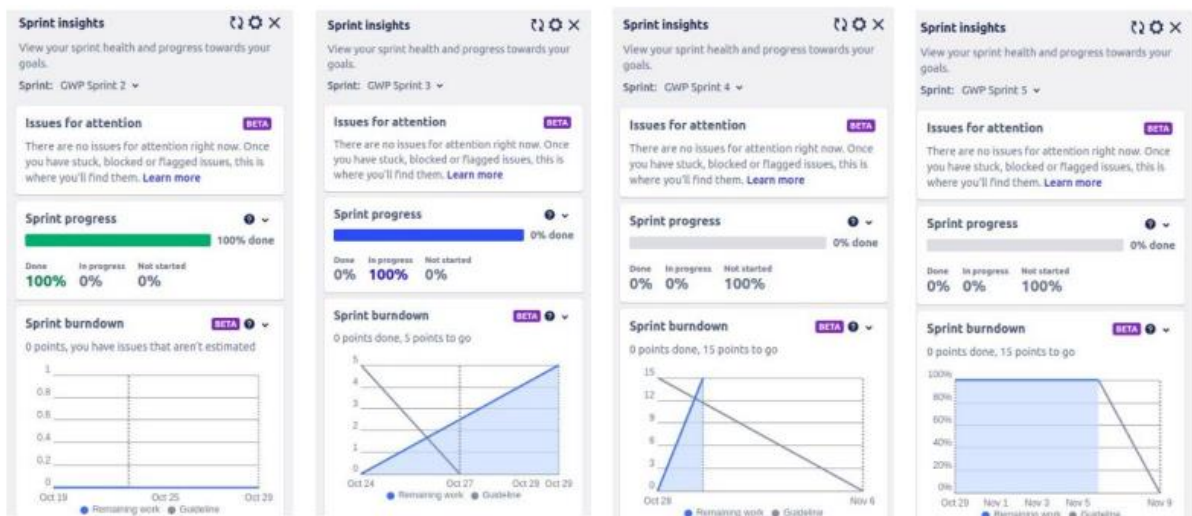 Sprint insights
View your sprint health and progress towards your
goals.
Sprint: GWP Sprint 2
Issues for attention BETA
There are no issues for attention right now. Once
you have stuck, blocked or flagged issues, this is
where you'll find them. Learn more
Sprint progress
100% done
Done In progress Not started
100% 0% 0%
Sprint burndown BETA
0 points, you have issues that aren't estimated
1
0.8
0.6
0.4
0.2
0
Oct 19 Oct 25 Oct 29
Remaining work Guideline
Sprint insights
View your sprint health and progress towards your
goals.
Sprint: GWP Sprint 3
Issues for attention BETA
There are no issues for attention right now. Once
you have stuck, blocked or flagged issues, this is
where you'll find them. Learn more
Sprint progress
0% done
Done In progress Not started
0% 100% 0%
Sprint burndown BETA
0 points done, 5 points to go
5
4
3
2
1
0
Oct 24 Oct 27 Oct 29 Oct 29
Remaining work Guideline
Sprint insights
View your sprint health and progress towards your
goals.
Sprint: GWP Sprint 4
Issues for attention BETA
There are no issues for attention right now. Once
you have stuck, blocked or flagged issues, this is
where you'll find them. Learn more
Sprint progress
0% done
Done In progress Not started
0% 0% 100%
Sprint burndown BETA
0 points done, 15 points to go
15
12
9
6
3
0
Oct 28 Nov 6
Remaining work Guideline
Sprint insights
View your sprint health and progress towards your
goals.
Sprint: GWP Sprint 5
Issues for attention BETA
There are no issues for attention right now. Once
you have stuck, blocked or flagged issues, this is
where you'll find them. Learn more
Sprint progress
0% done
Done In progress Not started
0% 0% 100%
Sprint burndown BETA
0 points done, 15 points to go
100%
80%
60%
40%
20%
0%
Oct 29 Nov 1 Nov 3 Nov 5 Nov 9
Remaining work Guideline